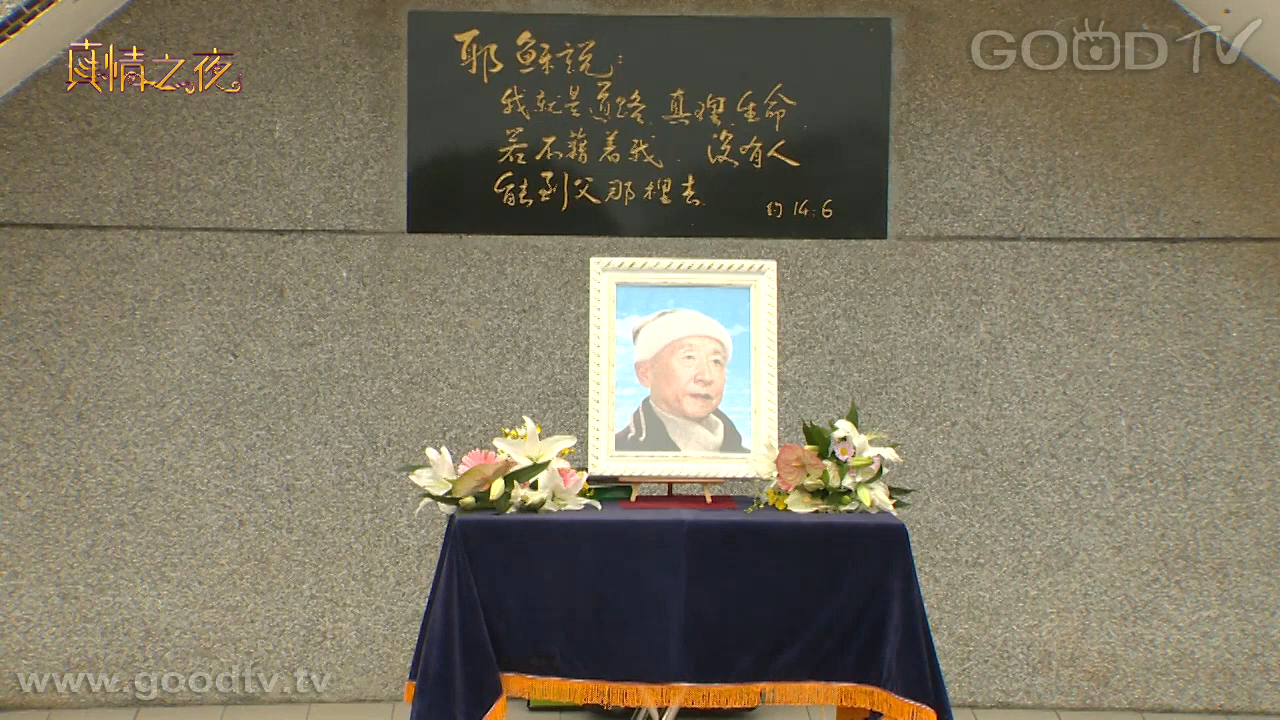 真情之夜
GOOD TV
耶穌說:
我就是道路.真理.生命.
若不藉着我.沒有人
能到父那裡去.
約 14:6
www.goodtv.tv